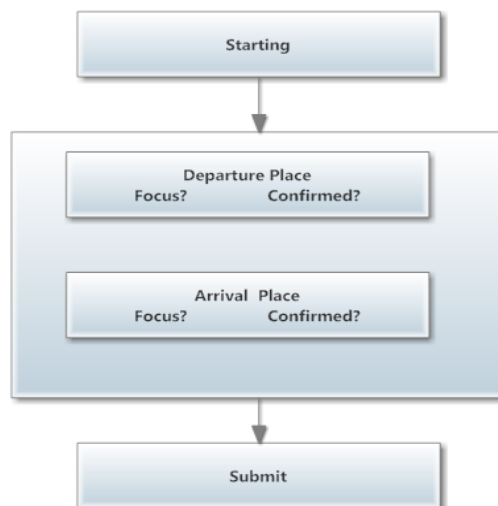 Starting
Departure Place
Focus? Confirmed?
Arrival Place
Focus? Confirmed?
Submit